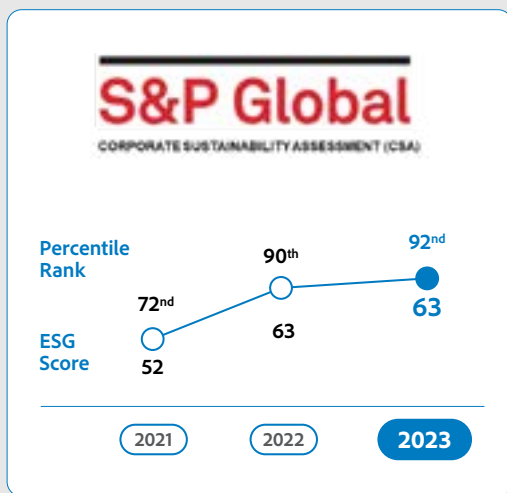 S&P Global
CORPORATE SUSTAINABILITY ASSESSMENT (CSA)
Percentile
Rank
72nd
90th
92nd
ESG
Score
52
63
63
2021
2022
2023